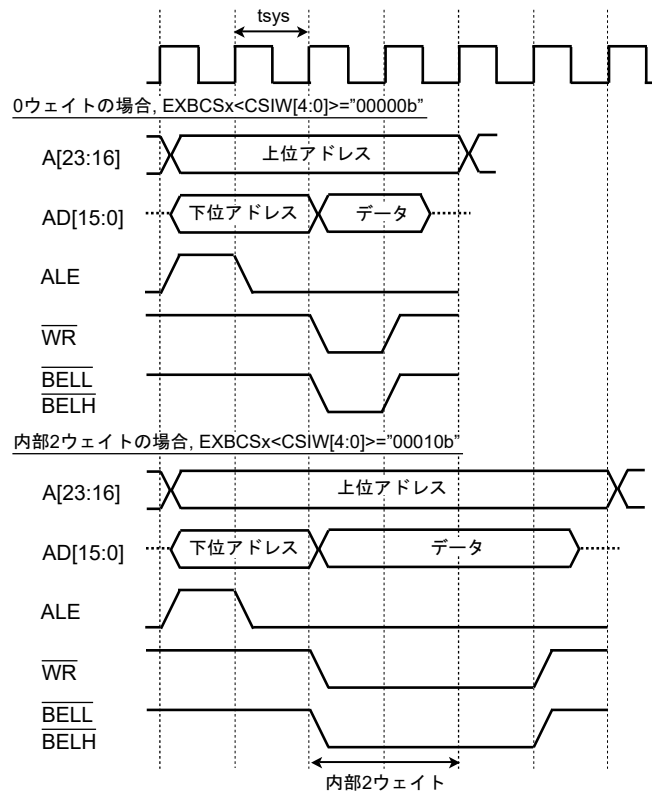 tsys
0ウェイトの場合, EXBCSx<CSIW[4:0]>="00000b"
A[23:16]
上位アドレス
AD[15:0]
下位アドレス
データ
ALE
WR
BELL
BELH
内部2ウェイトの場合, EXBCSx<CSIW[4:0]>="00010b"
A[23:16]
上位アドレス
AD[15:0]
下位アドレス
データ
ALE
WR
BELL
BELH
内部2ウェイト